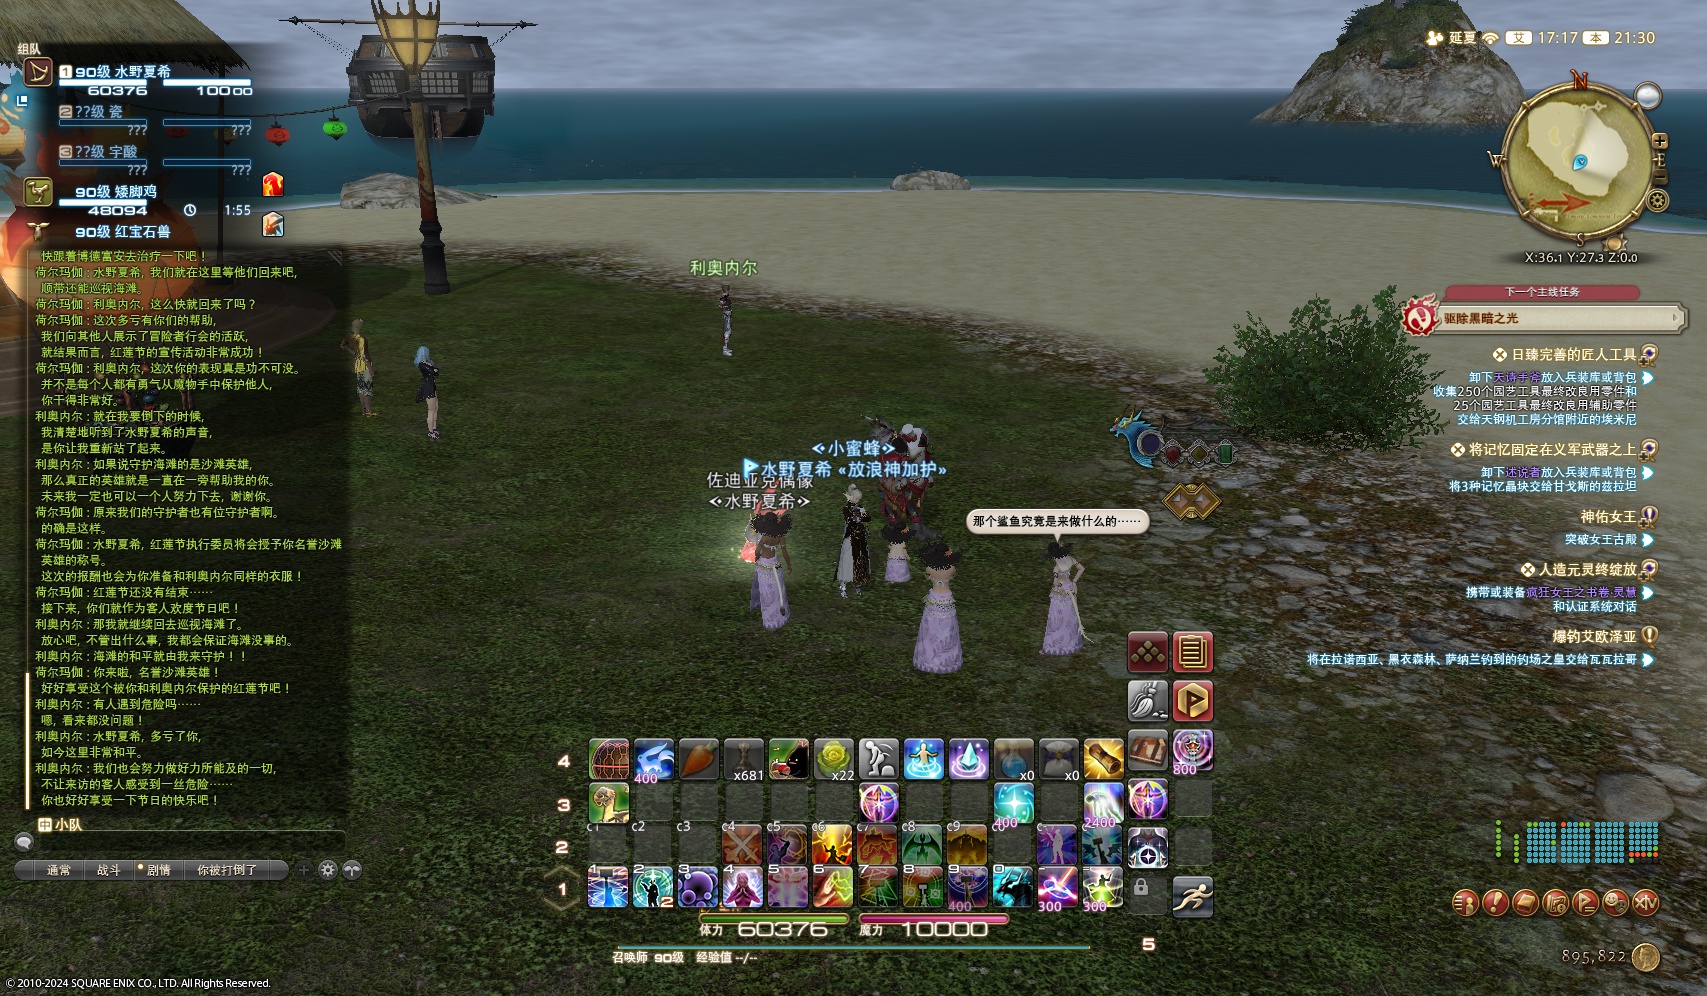 组队
1 90级 水野夏希
60376 10000
2 ??级 瓷
??? ???
3 ??级 宇酸
??? ???
90级 矮脚鸡
48094 1:55
90级 红宝石兽
快跟着博德富安去治疗一下吧！
荷尔玛伽：水野夏希，我们就在这里等他们回来吧，
顺带还能巡视海滩。
荷尔玛伽：利奥内尔，这么快就回来了吗？
荷尔玛伽：这次多亏有你们的帮助，
我们向其他人展示了冒险者行会的活跃，
就结果而言，红莲节的宣传活动非常成功！
荷尔玛伽：利奥内尔，这次你的表现真是功不可没。
并不是每个人都有勇气从魔物手中保护他人，
你干得非常好。
利奥内尔：就在我要倒下的时候，
我清楚地听到了水野夏希的声音，
是你让我重新站了起来。
利奥内尔：如果说守护海滩的是沙滩英雄，
那么真正的英雄就是一直在一旁帮助我的你。
未来我一定也可以一个人努力下去，谢谢你。
荷尔玛伽：原来我们的守护者也有位守护者啊。
的确是这样。
荷尔玛伽：水野夏希，红莲节执行委员将会授予你名誉沙滩
英雄的称号。
这次的报酬也会为你准备和利奥内尔同样的衣服！
荷尔玛伽：红莲节还没有结束……
接下来，你们就作为客人欢度节日吧！
利奥内尔：那我就继续回去巡视海滩了。
放心吧，不管出什么事，我都会保证海滩没事的。
利奥内尔：海滩的和平就由我来守护！！
荷尔玛伽：你来啦，名誉沙滩英雄！
好好享受这个被你和利奥内尔保护的红莲节吧！
利奥内尔：有人遇到危险吗……
嗯，看来都没问题！
利奥内尔：水野夏希，多亏了你，
如今这里非常和平。
利奥内尔：我们也会努力做好力所能及的一切，
不让来访的客人感受到一丝危险……
你也好好享受一下节日的快乐吧！
中 小队
通常 战斗 剧情 你被打倒了
利奥内尔
<小蜜蜂>
水野夏希 «放浪神加护»
佐迪亚克偶像
<水野夏希>
那个鲨鱼究竟是来做什么的……
延夏 艾 17:17 本 21:30
N
W E
S
X:36.1 Y:27.3 Z:0.0
下一个主线任务
驱除黑暗之光
日臻完善的匠人工具
卸下天诗手斧放入兵装库或背包
收集250个园艺工具最终改良用零件和
25个园艺工具最终改良用辅助零件
交给天钢机工房分馆附近的埃米尼
将记忆固定在义军武器之上
卸下述说者放入兵装库或背包
将3种记忆晶块交给甘戈斯的兹拉坦
神佑女王
突破女王古殿
人造元灵终绽放
携带或装备疯狂女王之书卷·灵慧
和认证系统对话
爆钓艾欧泽亚
将在拉诺西亚、黑衣森林、萨纳兰钓到的钓场之皇交给瓦瓦拉哥
4 400 x681 x22 x0 x0 800
3 400 2400
2 c1 c2 c3 c4 c5 c6 c7 c8 c9 c0
1 1 2 3 4 5 6 7 8 9 0
2 400 300 300
体力 60376 魔力 10000
5
召唤师 90级 经验值 --/--
XIV
895,822
© 2010-2024 SQUARE ENIX CO., LTD. All Rights Reserved.